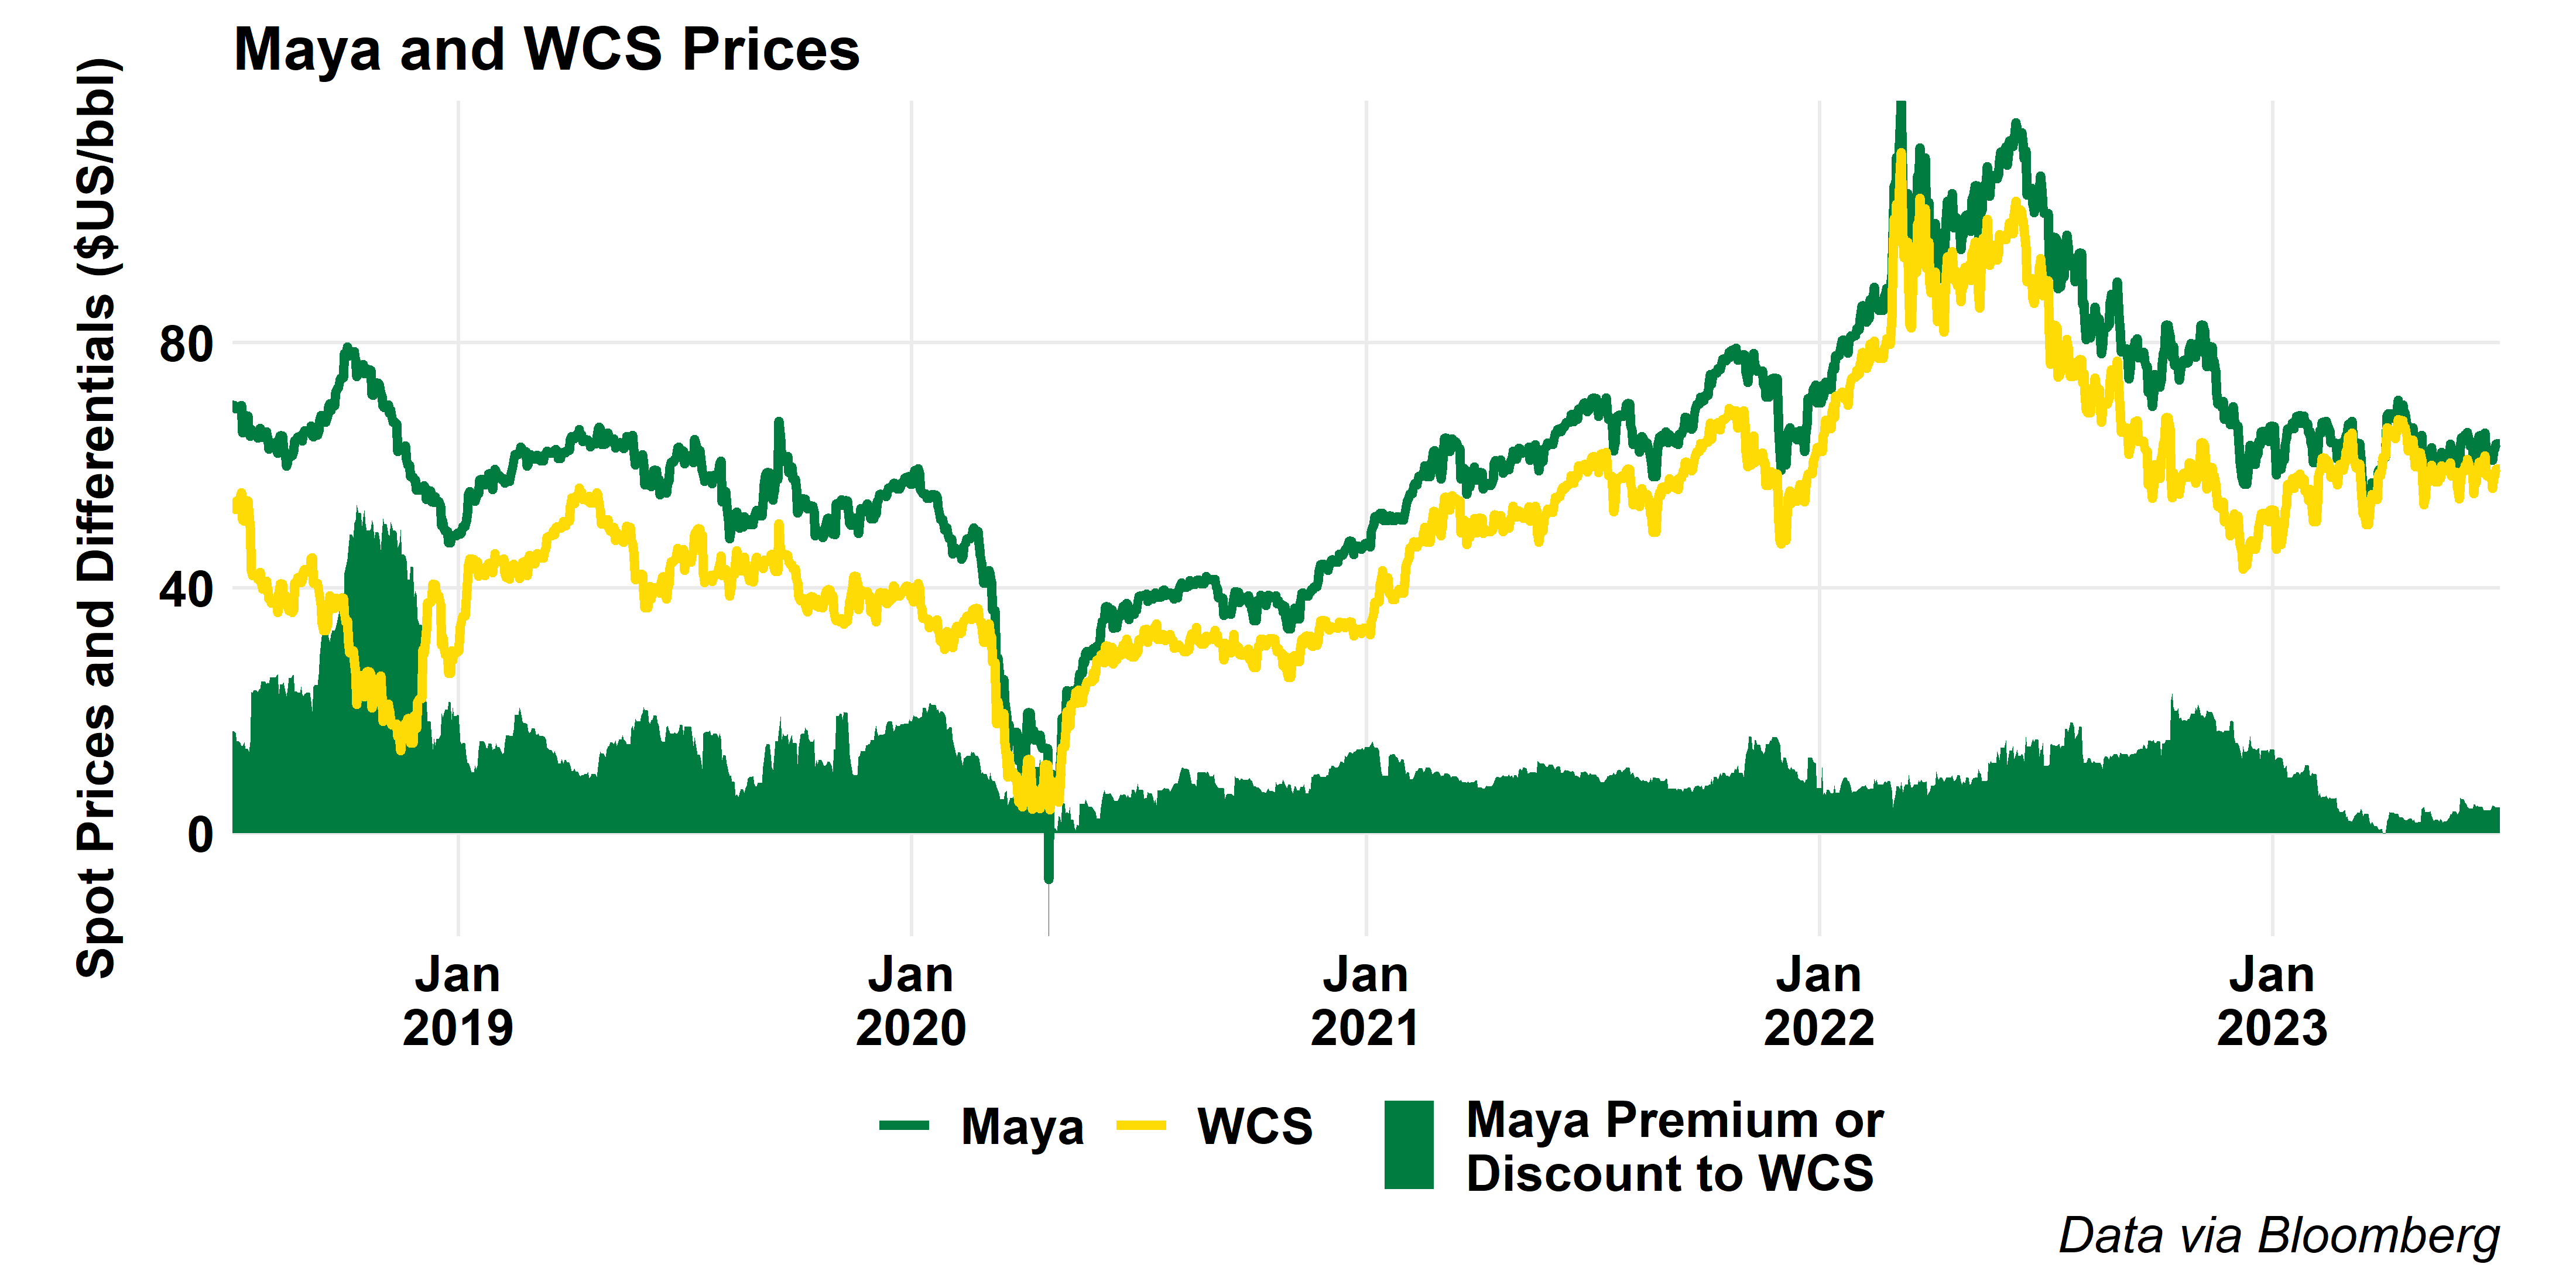 Maya and WCS Prices
Spot Prices and Differentials ($US/bbl)
80
40
0
Jan
2019
Jan
2020
Jan
2021
Jan
2022
Jan
2023
Maya
WCS
Maya Premium or
Discount to WCS
Data via Bloomberg